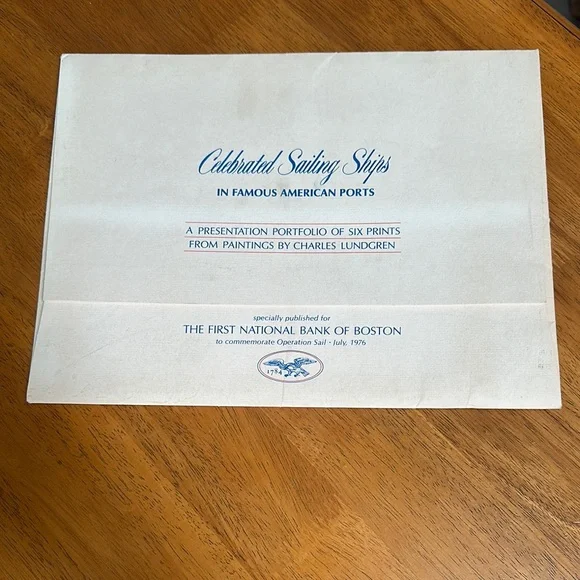 Celebrated Sailing Ships
IN FAMOUS AMERICAN PORTS
A PRESENTATION PORTFOLIO OF SIX PRINTS
FROM PAINTINGS BY CHARLES LUNDGREN
specially published for
THE FIRST NATIONAL BANK OF BOSTON
to commemorate Operation Sail · July, 1976
1784